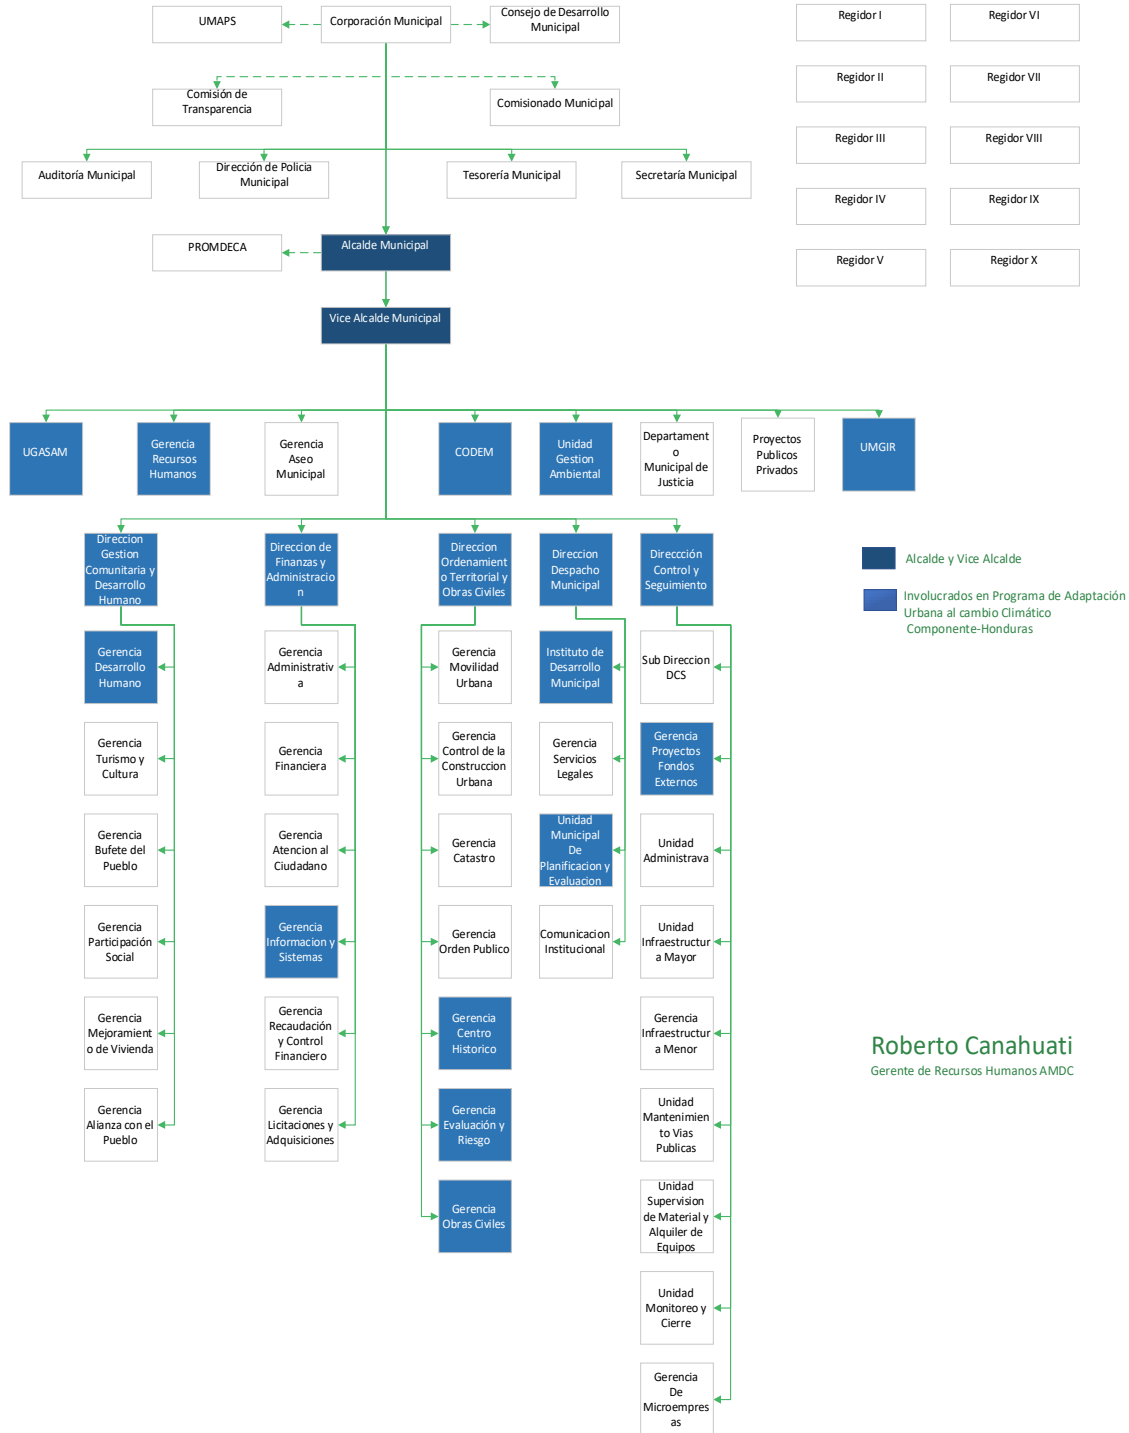 UMAPS
Corporación Municipal
Consejo de Desarrollo
Municipal
Regidor I
Regidor VI
Comisión de
Transparencia
Comisionado Municipal
Regidor II
Regidor VII
Regidor III
Regidor VIII
Auditoría Municipal
Dirección de Policia
Municipal
Tesorería Municipal
Secretaría Municipal
Regidor IV
Regidor IX
PROMDECA
Alcalde Municipal
Regidor V
Regidor X
Vice Alcalde Municipal
UGASAM
Gerencia
Recursos
Humanos
Gerencia
Aseo
Municipal
CODEM
Unidad
Gestion
Ambiental
Departament
o
Municipal de
Justicia
Proyectos
Publicos
Privados
UMGIR
Direccion
Gestion
Comunitaria y
Desarrollo
Humano
Direccion de
Finanzas y
Administracio
n
Direccion
Ordenamient
o Territorial y
Obras Civiles
Direccion
Despacho
Municipal
Direccción
Control y
Seguimiento
Alcalde y Vice Alcalde
Involucrados en Programa de Adaptación
Urbana al cambio Climático
Componente-Honduras
Gerencia
Desarrollo
Humano
Gerencia
Administrativ
a
Gerencia
Movilidad
Urbana
Instituto de
Desarrollo
Municipal
Sub Direccion
DCS
Gerencia
Turismo y
Cultura
Gerencia
Financiera
Gerencia
Control de la
Construccion
Urbana
Gerencia
Servicios
Legales
Gerencia
Proyectos
Fondos
Externos
Gerencia
Bufete del
Pueblo
Gerencia
Atencion al
Ciudadano
Gerencia
Catastro
Unidad
Municipal
De
Planificacion y
Evaluacion
Unidad
Administrava
Gerencia
Participación
Social
Gerencia
Informacion y
Sistemas
Gerencia
Orden Publico
Comunicacion
Institucional
Unidad
Infraestructur
a Mayor
Gerencia
Mejoramient
o de Vivienda
Gerencia
Recaudación
y Control
Financiero
Gerencia
Centro
Historico
Gerencia
Infraestructur
a Menor
Roberto Canahuati
Gerente de Recursos Humanos AMDC
Gerencia
Alianza con el
Pueblo
Gerencia
Licitaciones y
Adquisiciones
Gerencia
Evaluación y
Riesgo
Unidad
Mantenimien
to Vias
Publicas
Gerencia
Obras Civiles
Unidad
Supervision
de Material y
Alquiler de
Equipos
Unidad
Monitoreo y
Cierre
Gerencia
De
Microempres
as